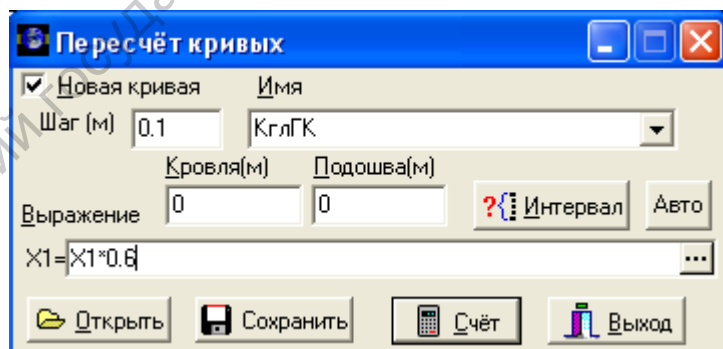 Пересчёт кривых
Новая кривая Имя
Шаг (м) 0.1 КглГК
Кровля(м) Подошва(м)
Выражение 0 0 ?{ Интервал Авто
X1= X1*0.6 ...
Открыть Сохранить Счёт Выход